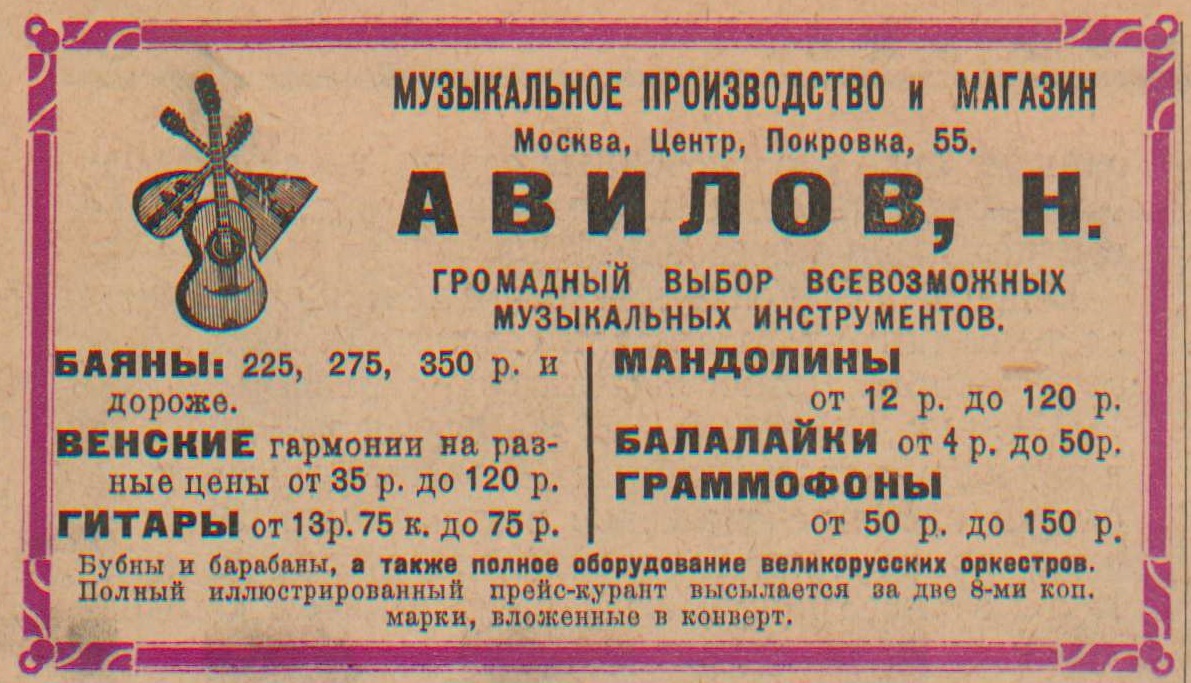 МУЗЫКАЛЬНОЕ ПРОИЗВОДСТВО и МАГАЗИН
Москва, Центр, Покровка, 55.
АВИЛОВ, Н.
ГРОМАДНЫЙ ВЫБОР ВСЕВОЗМОЖНЫХ
МУЗЫКАЛЬНЫХ ИНСТРУМЕНТОВ.
БАЯНЫ: 225, 275, 350 р. и
дороже.
ВЕНСКИЕ гармонии на раз-
ные цены от 35 р. до 120 р.
ГИТАРЫ от 13р. 75 к. до 75 р.
МАНДОЛИНЫ
от 12 р. до 120 р.
БАЛАЛАЙКИ от 4 р. до 50р.
ГРАММОФОНЫ
от 50 р. до 150 р.
Бубны и барабаны, а также полное оборудование великорусских оркестров.
Полный иллюстрированный прейс-курант высылается за две 8-ми коп.
марки, вложенные в конверт.